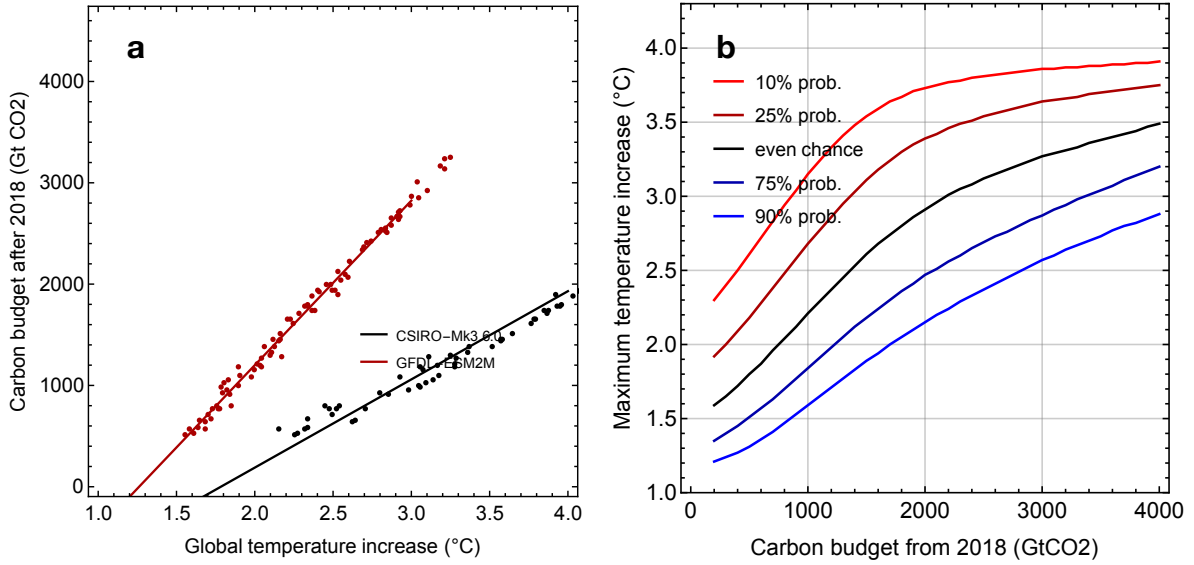 a
Carbon budget after 2018 (Gt CO2)
4000
3000
2000
1000
0
1.0 1.5 2.0 2.5 3.0 3.5 4.0
Global temperature increase (°C)
CSIRO-Mk3.6.0
GFDL-ESM2M
b
Maximum temperature increase (°C)
4.0
3.5
3.0
2.5
2.0
1.5
1.0
10% prob.
25% prob.
even chance
75% prob.
90% prob.
0 1000 2000 3000 4000
Carbon budget from 2018 (GtCO2)